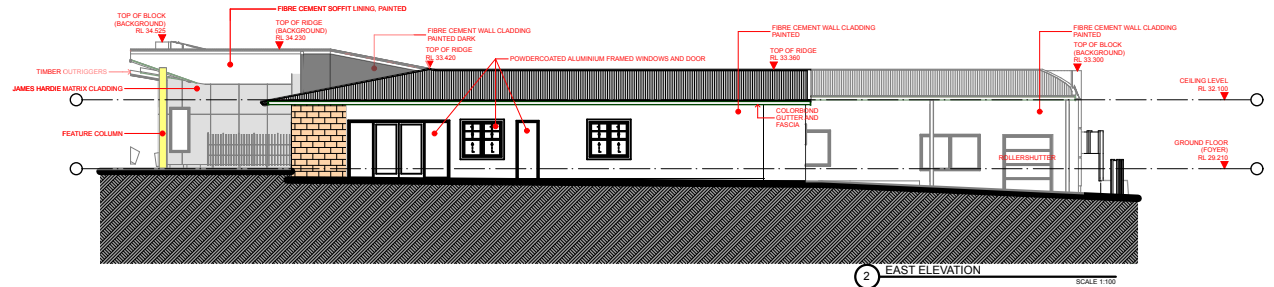 FIBRE CEMENT SOFFIT LINING, PAINTED
TOP OF BLOCK
(BACKGROUND)
RL 34.525
TOP OF RIDGE
(BACKGROUND)
RL 34.230
FIBRE CEMENT WALL CLADDING
PAINTED DARK
TOP OF RIDGE
RL 33.420
POWDERCOATED ALUMINIUM FRAMED WINDOWS AND DOOR
TOP OF RIDGE
RL 33.360
FIBRE CEMENT WALL CLADDING
PAINTED
FIBRE CEMENT WALL CLADDING
PAINTED
TOP OF BLOCK
(BACKGROUND)
RL 33.300
TIMBER OUTRIGGERS
JAMES HARDIE MATRIX CLADDING
FEATURE COLUMN
COLORBOND
GUTTER AND
FASCIA
CEILING LEVEL
RL 32.100
GROUND FLOOR
(FOYER)
RL 29.210
ROLLERSHUTTER
2
EAST ELEVATION
SCALE 1:100